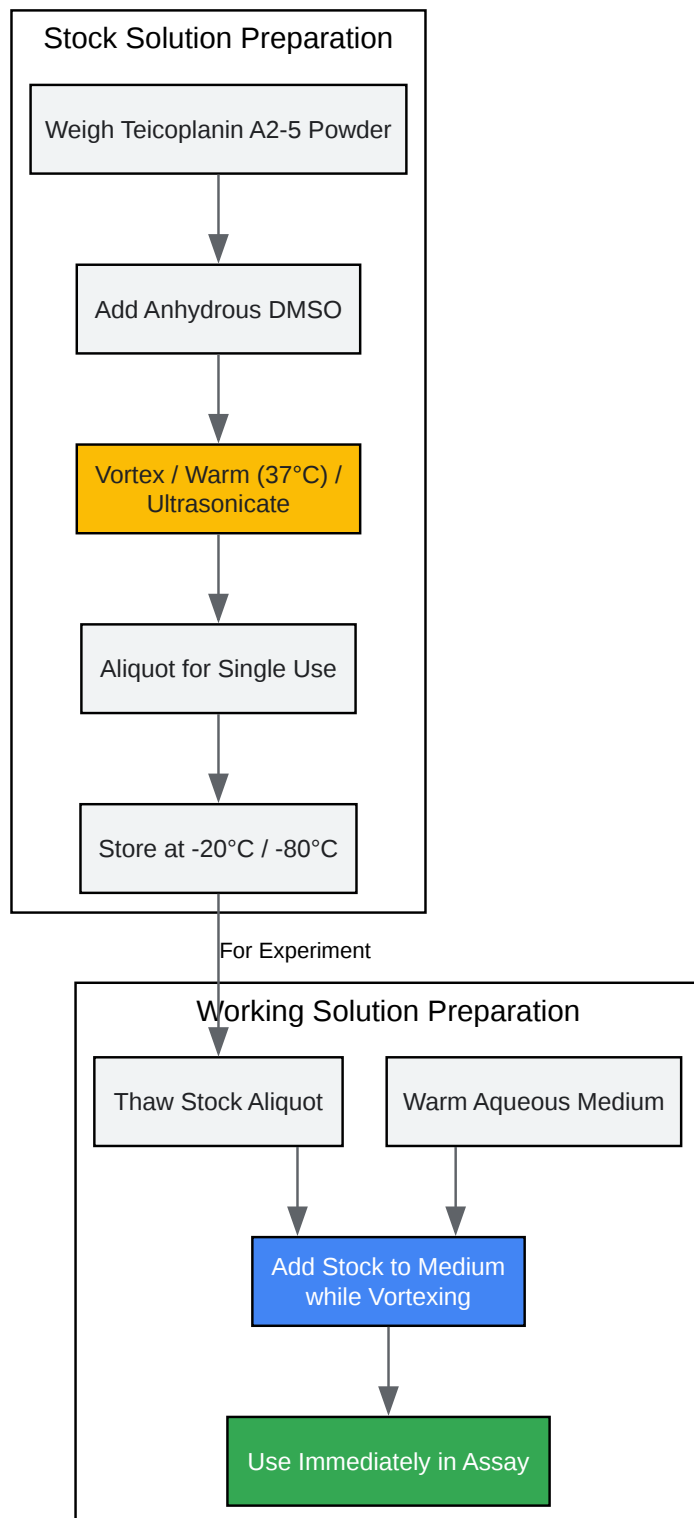 Stock Solution Preparation
Weigh Teicoplanin A2-5 Powder
Add Anhydrous DMSO
Vortex / Warm (37°C) /
Ultrasonicate
Aliquot for Single Use
Store at -20°C / -80°C
For Experiment
Working Solution Preparation
Thaw Stock Aliquot
Warm Aqueous Medium
Add Stock to Medium
while Vortexing
Use Immediately in Assay